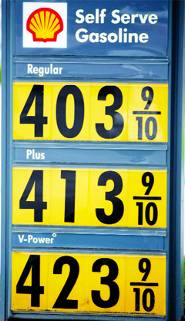 Self Serve
Gasoline
Regular
403 9/10
Plus
413 9/10
V-Power
423 9/10